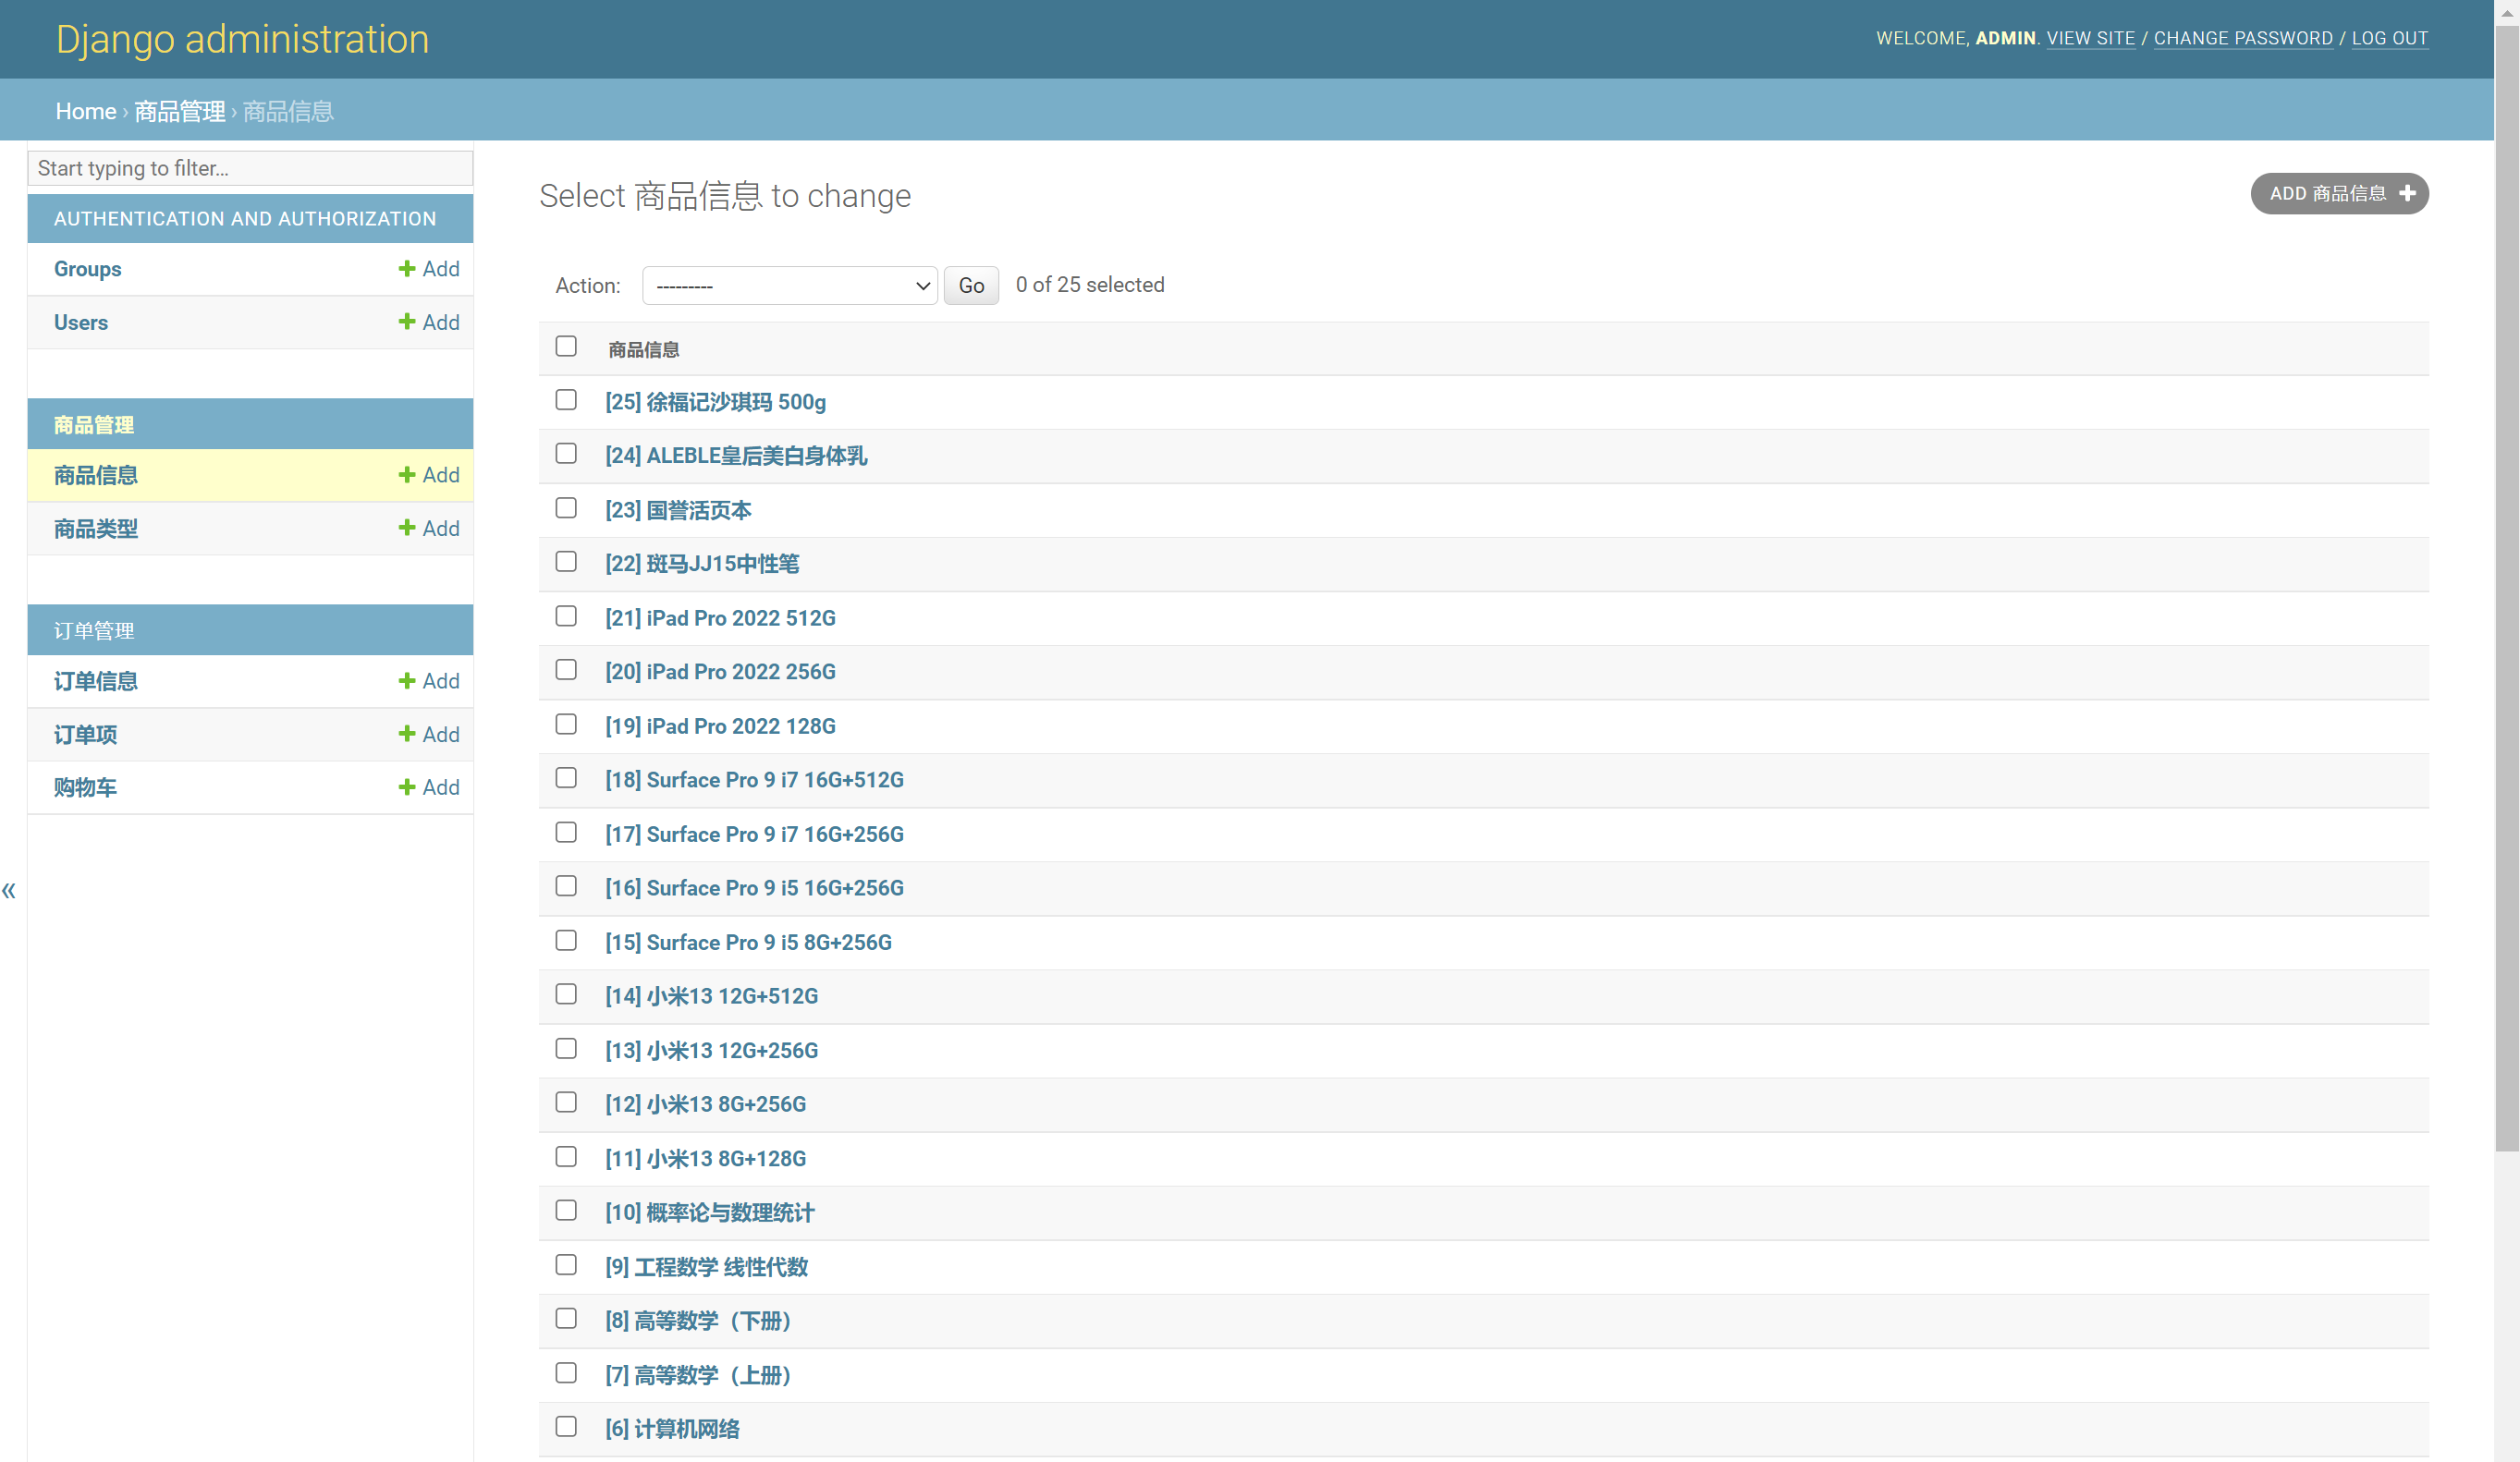 Django administration
WELCOME, ADMIN. VIEW SITE / CHANGE PASSWORD / LOG OUT
Home › 商品管理 › 商品信息
Start typing to filter...
AUTHENTICATION AND AUTHORIZATION
Groups
Add
Users
Add
商品管理
商品信息
Add
商品类型
Add
订单管理
订单信息
Add
订单项
Add
购物车
Add
«
Select 商品信息 to change
ADD 商品信息
Action:
---------
Go
0 of 25 selected
商品信息
[25] 徐福记沙琪玛 500g
[24] ALEBLE皇后美白身体乳
[23] 国誉活页本
[22] 斑马JJ15中性笔
[21] iPad Pro 2022 512G
[20] iPad Pro 2022 256G
[19] iPad Pro 2022 128G
[18] Surface Pro 9 i7 16G+512G
[17] Surface Pro 9 i7 16G+256G
[16] Surface Pro 9 i5 16G+256G
[15] Surface Pro 9 i5 8G+256G
[14] 小米13 12G+512G
[13] 小米13 12G+256G
[12] 小米13 8G+256G
[11] 小米13 8G+128G
[10] 概率论与数理统计
[9] 工程数学 线性代数
[8] 高等数学（下册）
[7] 高等数学（上册）
[6] 计算机网络